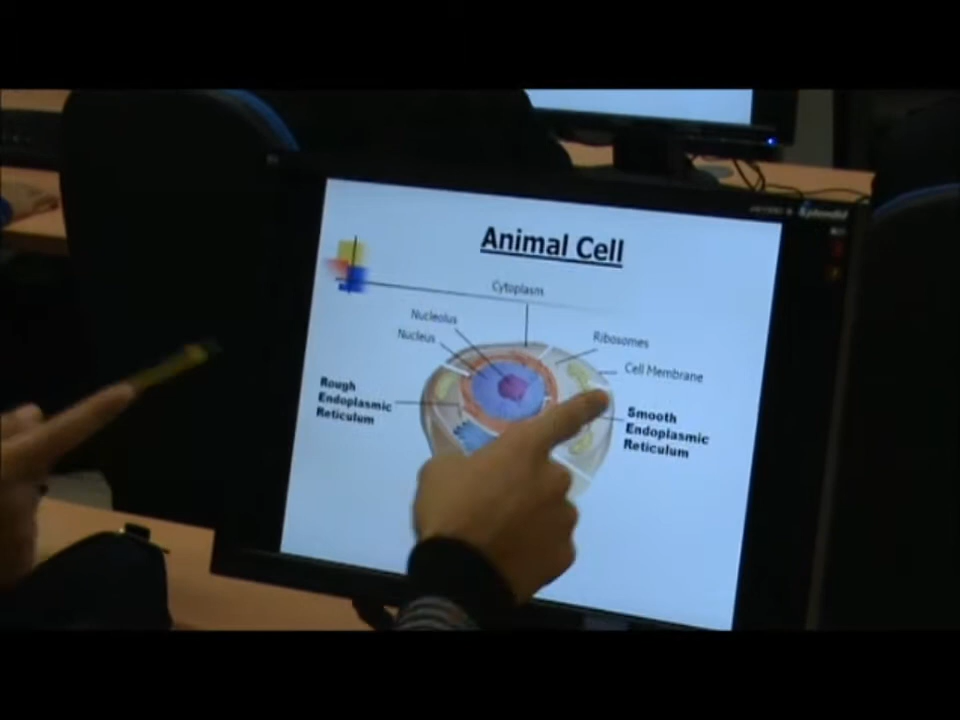 Animal Cell
Cytoplasm
Nucleolus
Nucleus
Ribosomes
Cell Membrane
Rough
Endoplasmic
Reticulum
Smooth
Endoplasmic
Reticulum